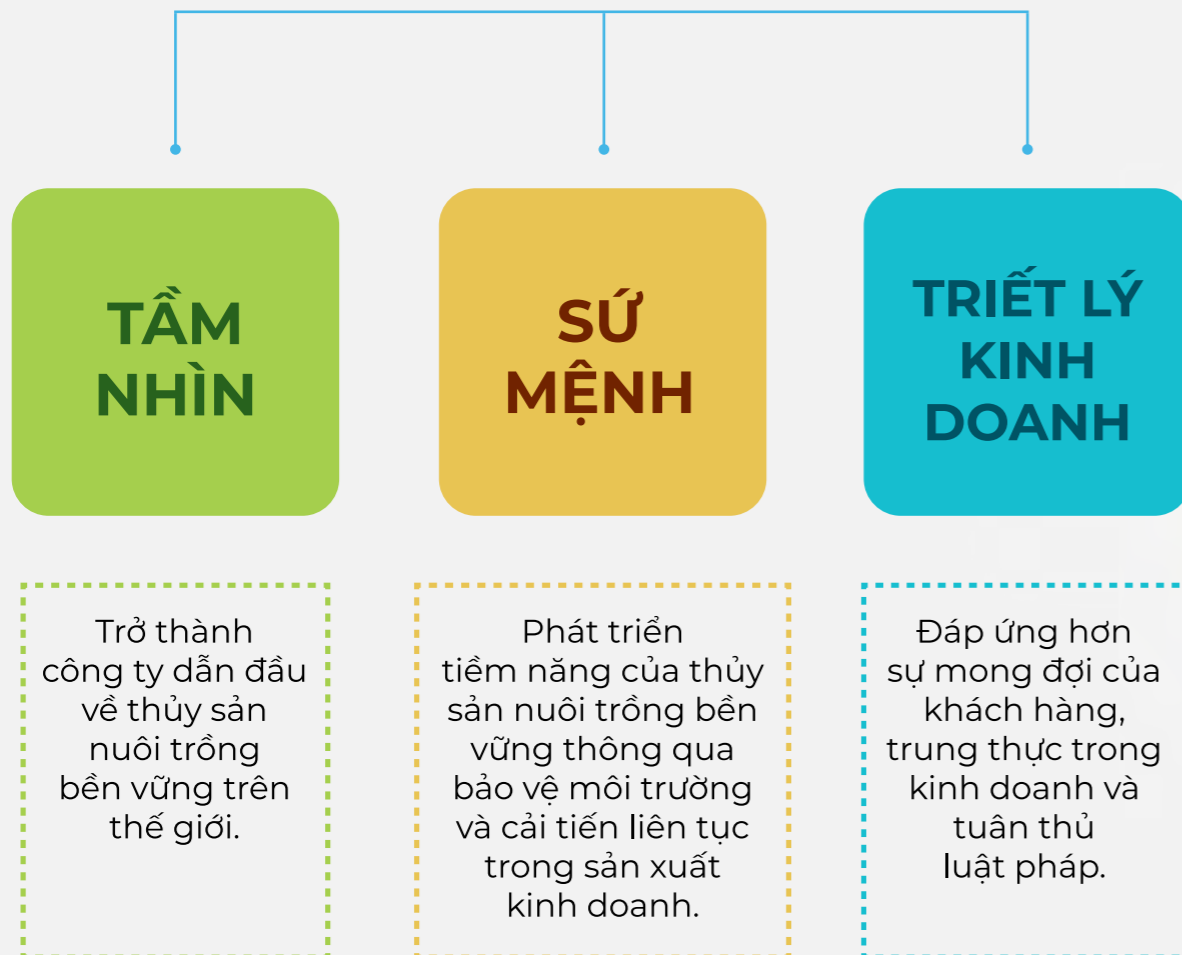 TẦM
NHÌN
SỨ
MỆNH
TRIẾT LÝ
KINH
DOANH
Trở thành
công ty dẫn đầu
về thủy sản
nuôi trồng
bền vững trên
thế giới.
Phát triển
tiềm năng của thủy
sản nuôi trồng bền
vững thông qua
bảo vệ môi trường
và cải tiến liên tục
trong sản xuất
kinh doanh.
Đáp ứng hơn
sự mong đợi của
khách hàng,
trung thực trong
kinh doanh và
tuân thủ
luật pháp.